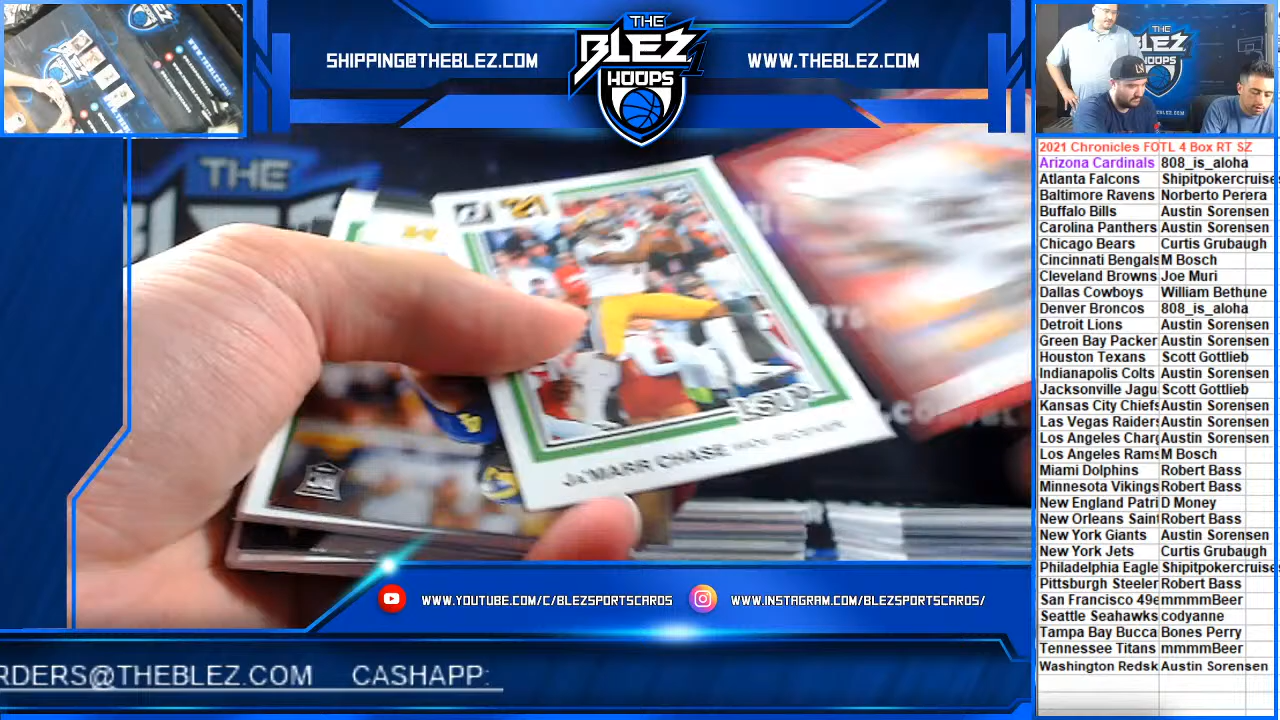 THE
BLEZ
HOOPS
SHIPPING@THEBLEZ.COM
WWW.THEBLEZ.COM
2021 Chronicles FOTL 4 Box RT SZ
Arizona Cardinals 808_is_aloha
Atlanta Falcons Shipitpokercruise
Baltimore Ravens Norberto Perera
Buffalo Bills Austin Sorensen
Carolina Panthers Austin Sorensen
Chicago Bears Curtis Grubaugh
Cincinnati Bengals M Bosch
Cleveland Browns Joe Muri
Dallas Cowboys William Bethune
Denver Broncos 808_is_aloha
Detroit Lions Austin Sorensen
Green Bay Packer Austin Sorensen
Houston Texans Scott Gottlieb
Indianapolis Colts Austin Sorensen
Jacksonville Jagu Scott Gottlieb
Kansas City Chiefs Austin Sorensen
Las Vegas Raiders Austin Sorensen
Los Angeles Charg Austin Sorensen
Los Angeles Rams M Bosch
Miami Dolphins Robert Bass
Minnesota Vikings Robert Bass
New England Patri D Money
New Orleans Saint Robert Bass
New York Giants Austin Sorensen
New York Jets Curtis Grubaugh
Philadelphia Eagle Shipitpokercruise
Pittsburgh Steeler Robert Bass
San Francisco 49e mmmmBeer
Seattle Seahawks codyanne
Tampa Bay Bucca Bones Perry
Tennessee Titans mmmmBeer
Washington Redsk Austin Sorensen
THE
JA'MARR CHASE WIDE RECEIVER
WWW.YOUTUBE.COM/C/BLEZSPORTSCARDS
WWW.INSTAGRAM.COM/BLEZSPORTSCARDS/
RDERS@THEBLEZ.COM CASHAPP: